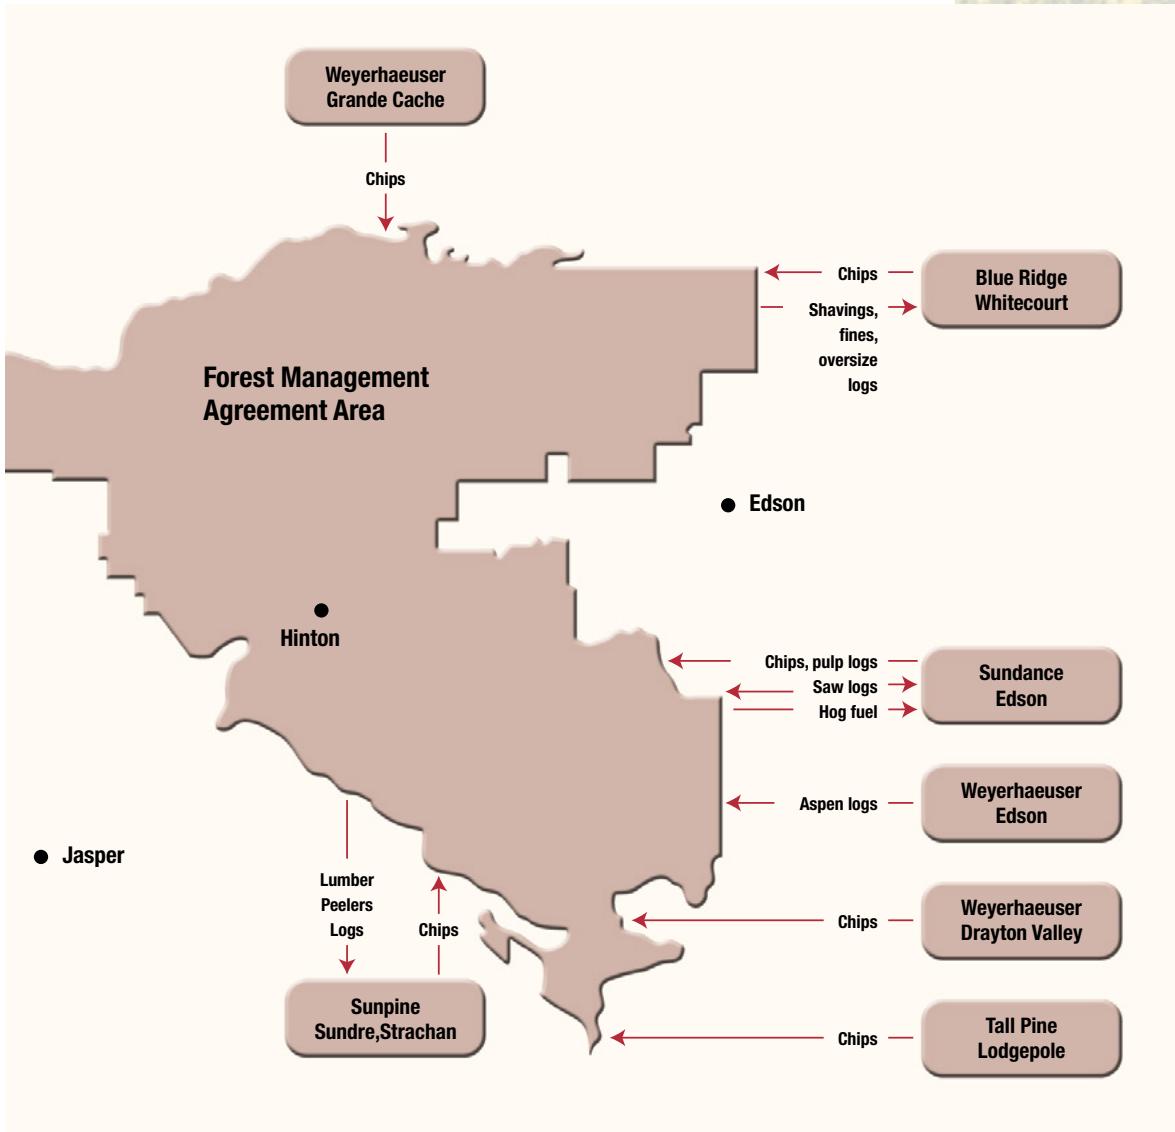 Weyerhaeuser
Grande Cache
Chips
Chips
Blue Ridge
Whitecourt
Shavings,
fines,
oversize
logs
Forest Management
Agreement Area
Edson
Hinton
Chips, pulp logs
Saw logs
Hog fuel
Sundance
Edson
Aspen logs
Weyerhaeuser
Edson
Jasper
Lumber
Peelers
Logs
Chips
Chips
Weyerhaeuser
Drayton Valley
Sunpine
Sundre,Strachan
Chips
Tall Pine
Lodgepole